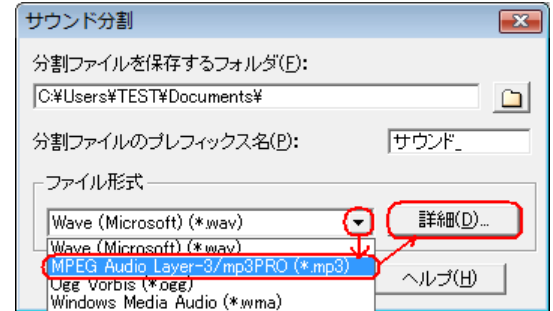 サウンド分割
分割ファイルを保存するフォルダ(F):
C:¥Users¥TEST¥Documents¥
分割ファイルのプレフィックス名(P):
サウンド_
ファイル形式
Wave (Microsoft) (*.wav)
詳細(D)...
Wave (Microsoft) (*.wav)
MPEG Audio Layer-3/mp3PRO (*.mp3)
Ogg Vorbis (*.ogg)
ヘルプ(H)
Windows Media Audio (*.wma)